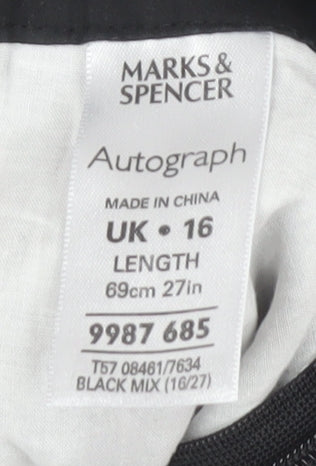 MARKS &
SPENCER
Autograph
MADE IN CHINA
UK • 16
LENGTH
69cm 27in
9987 685
T57 08461/7634
BLACK MIX (16/27)